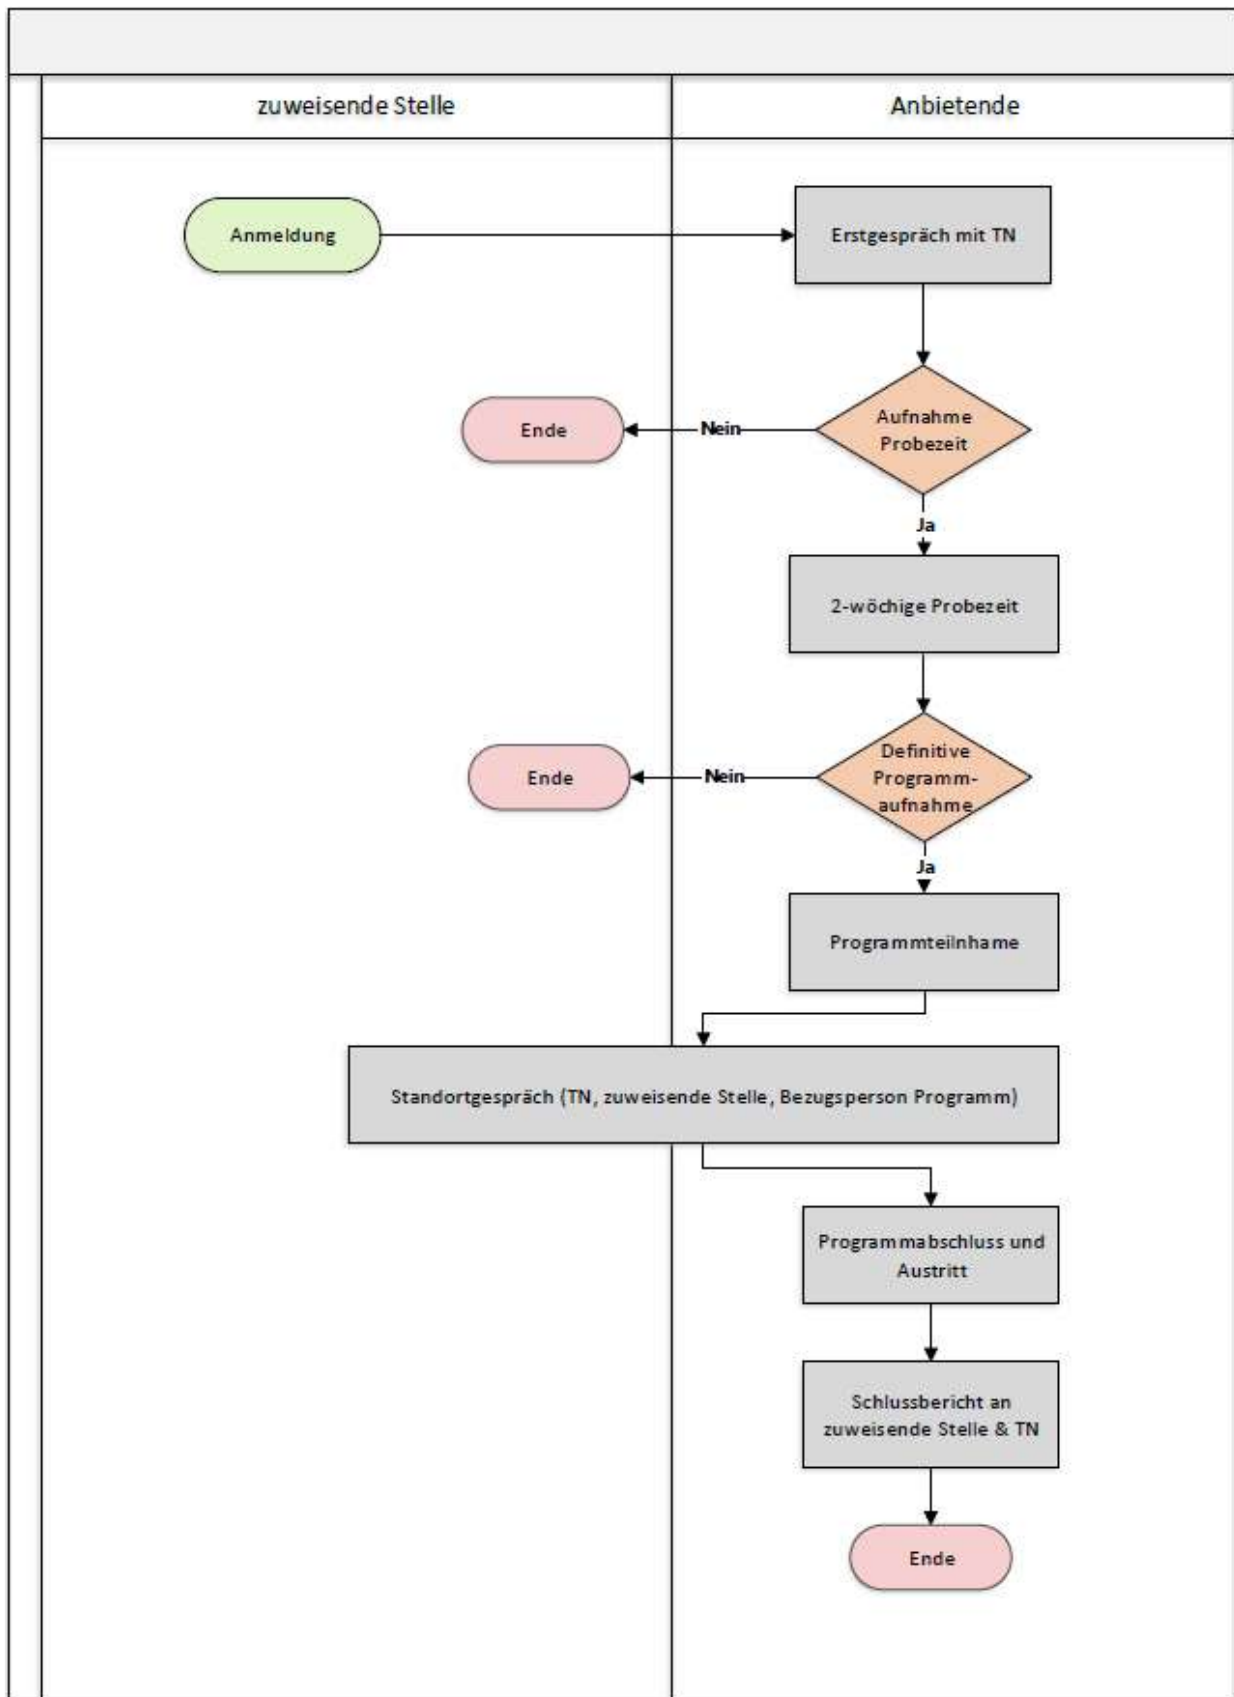 zuweisende Stelle
Anbietende
Anmeldung
Erstgespräch mit TN
Aufnahme
Probezeit
Nein
Ende
Ja
2-wöchige Probezeit
Definitive
Programm-
aufnahme
Nein
Ende
Ja
Programmteilnhame
Standortgespräch (TN, zuweisende Stelle, Bezugsperson Programm)
Programmabschluss und
Austritt
Schlussbericht an
zuweisende Stelle & TN
Ende